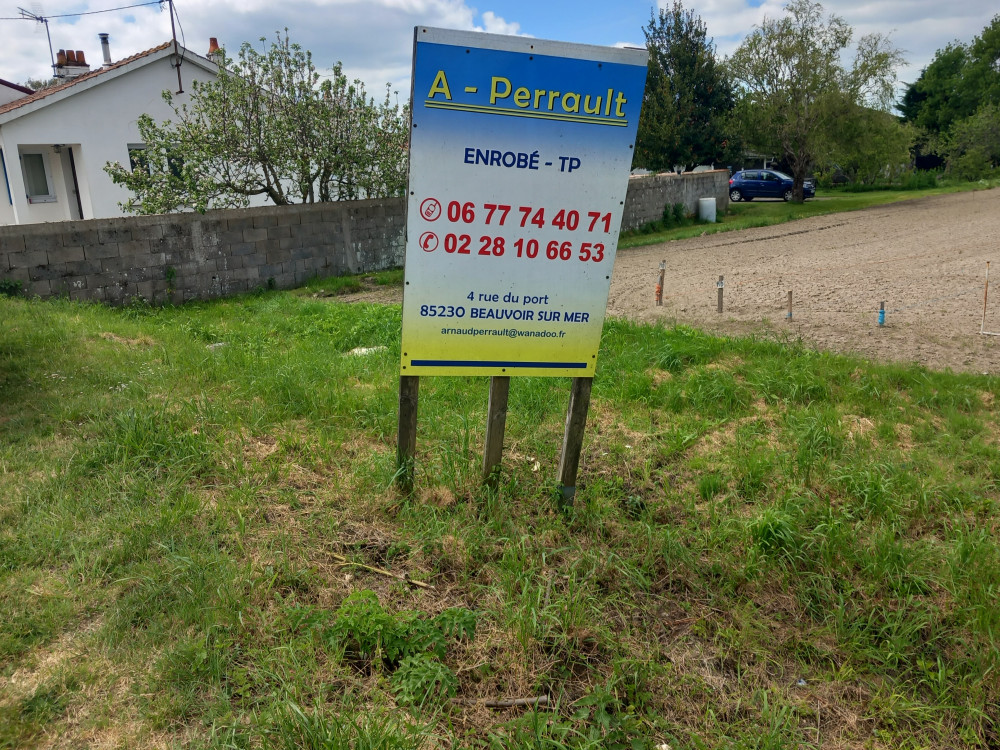 A - Perrault
ENROBÉ - TP
06 77 74 40 71
02 28 10 66 53
4 rue du port
85230 BEAUVOIR SUR MER
arnaudperrault@wanadoo.fr